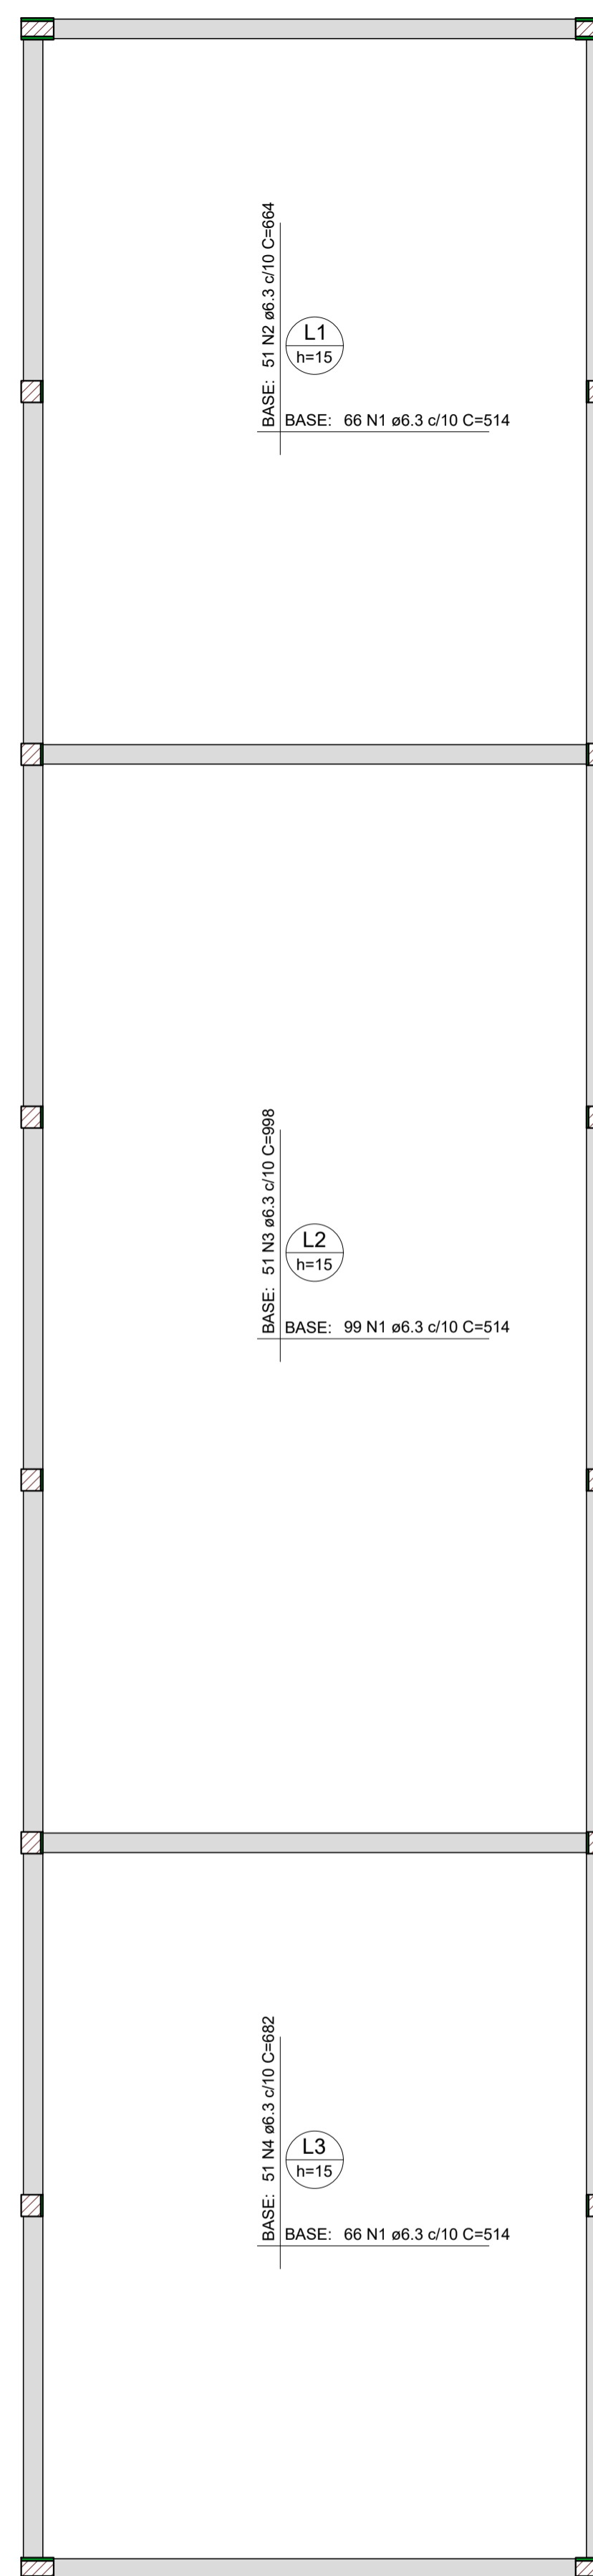 BASE: 51 N2 ø6.3 c/10 C=664
L1
h=15
BASE: 66 N1 ø6.3 c/10 C=514
BASE: 51 N3 ø6.3 c/10 C=998
L2
h=15
BASE: 99 N1 ø6.3 c/10 C=514
BASE: 51 N4 ø6.3 c/10 C=682
L3
h=15
BASE: 66 N1 ø6.3 c/10 C=514